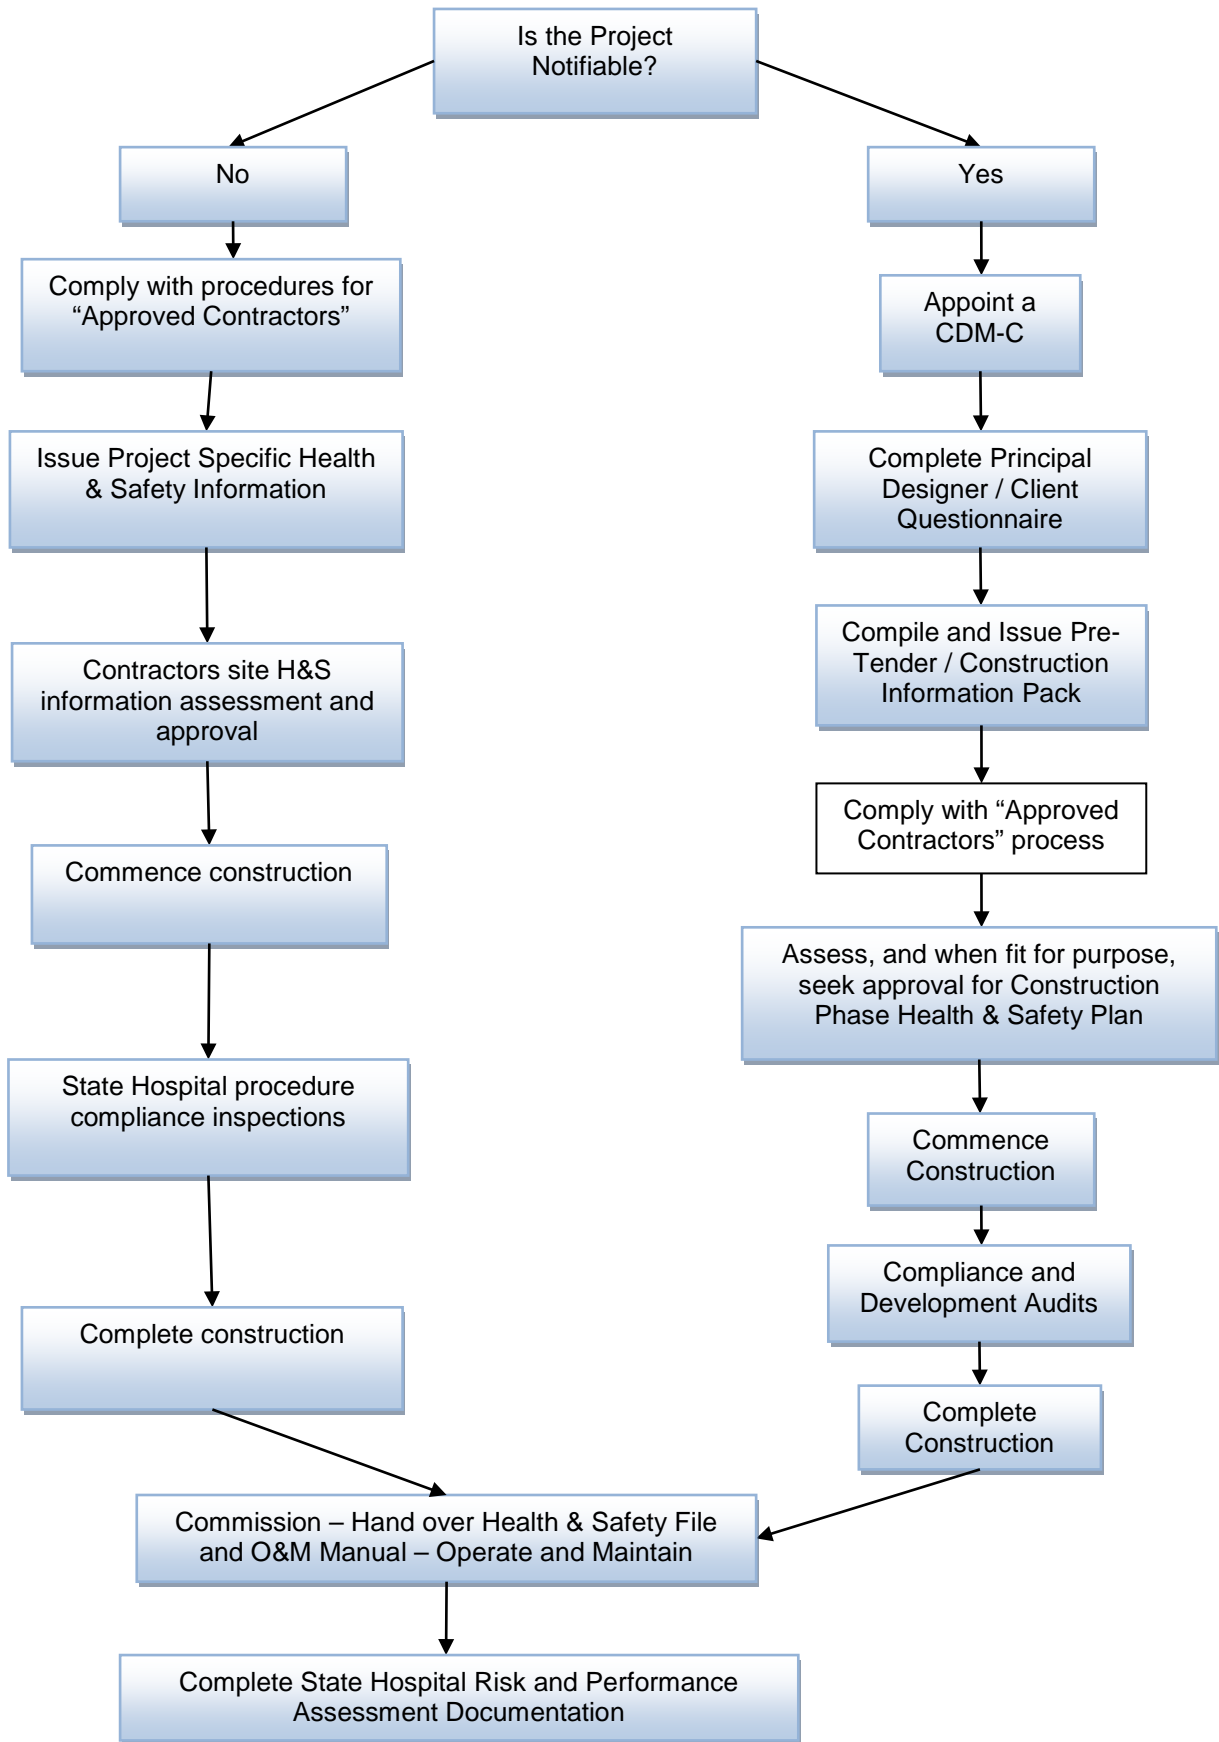 Is the Project
Notifiable?
No
Yes
Comply with procedures for
“Approved Contractors”
Appoint a
CDM-C
Issue Project Specific Health
& Safety Information
Complete Principal
Designer / Client
Questionnaire
Contractors site H&S
information assessment and
approval
Compile and Issue Pre-
Tender / Construction
Information Pack
Comply with “Approved
Contractors” process
Commence construction
Assess, and when fit for purpose,
seek approval for Construction
Phase Health & Safety Plan
State Hospital procedure
compliance inspections
Commence
Construction
Compliance and
Development Audits
Complete construction
Complete
Construction
Commission – Hand over Health & Safety File
and O&M Manual – Operate and Maintain
Complete State Hospital Risk and Performance
Assessment Documentation